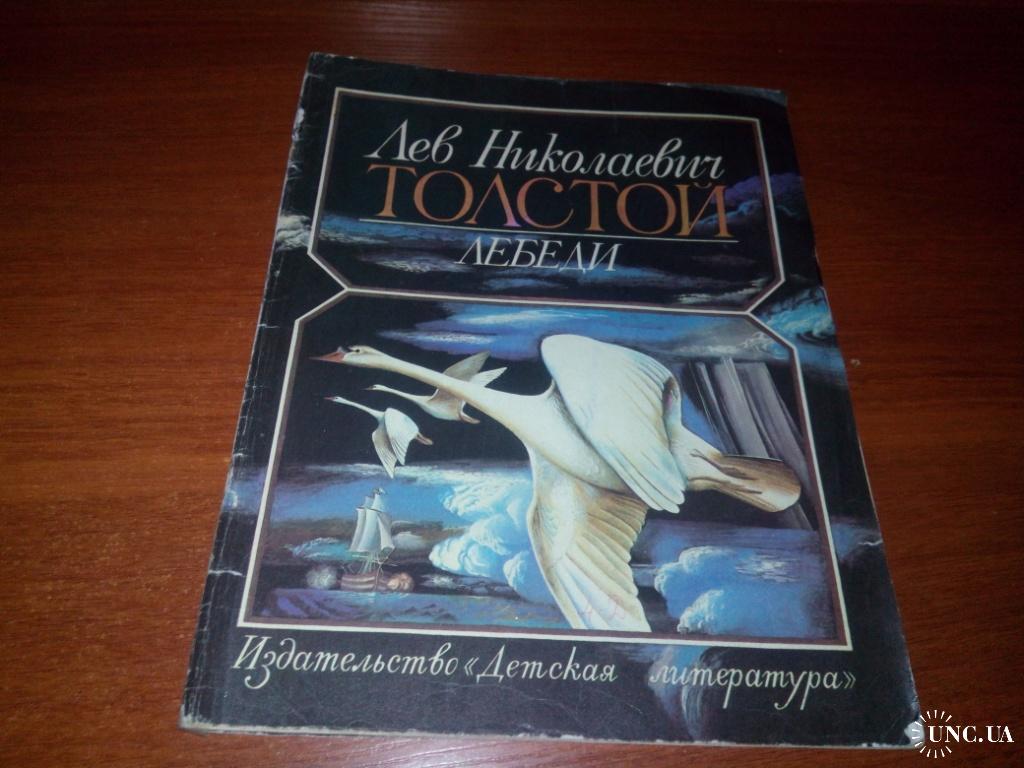 Лев Николаевич
ТОЛСТОЙ
ЛЕБЕДИ
Издательство «Детская литература»
UNC.UA